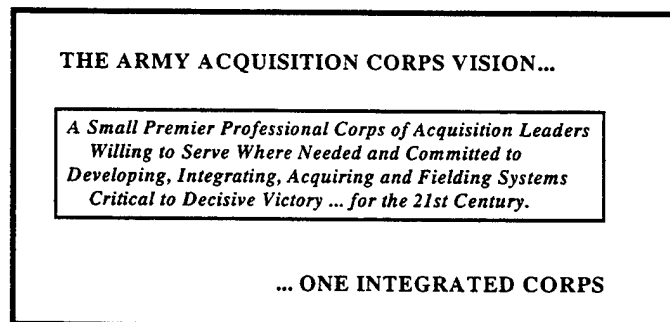 THE ARMY ACQUISITION CORPS VISION...
A Small Premier Professional Corps of Acquisition Leaders
Willing to Serve Where Needed and Committed to
Developing, Integrating, Acquiring and Fielding Systems
Critical to Decisive Victory ... for the 21st Century.
... ONE INTEGRATED CORPS